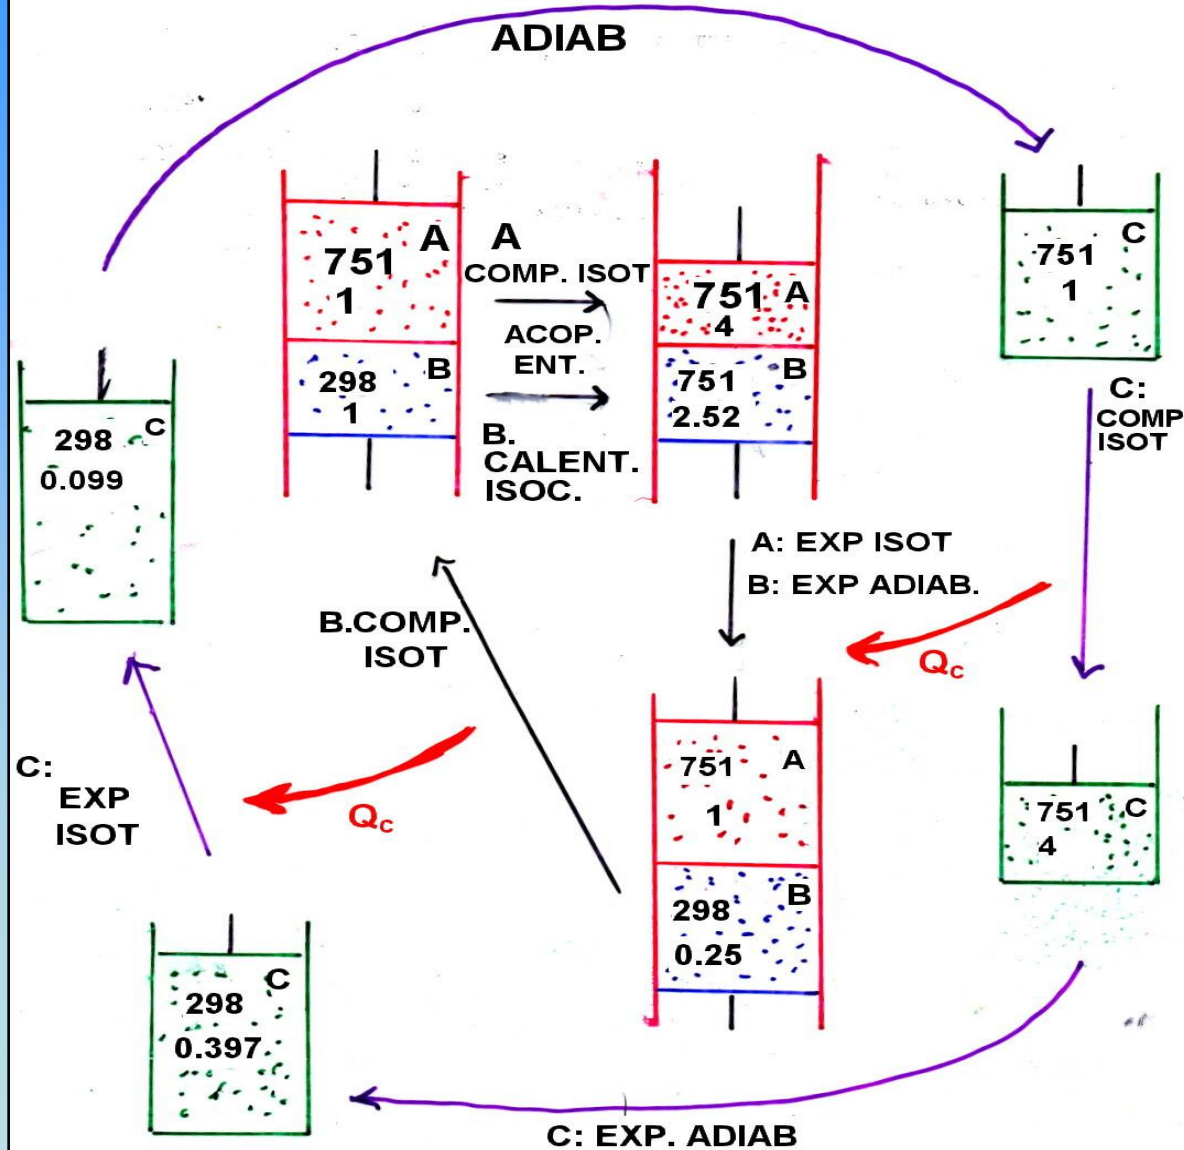 ADIAB
A
751
1
B
298
1
A
COMP. ISOT
ACOP.
ENT.
B.
CALENT.
ISOC.
751 A
4
B
751
2.52
C
751
1
C:
COMP
ISOT
C
298
0.099
A: EXP ISOT
B: EXP ADIAB.
Qc
B.COMP.
ISOT
Qc
C:
EXP
ISOT
751 A
1
B
298
0.25
751 C
4
C
298
0.397
C: EXP. ADIAB